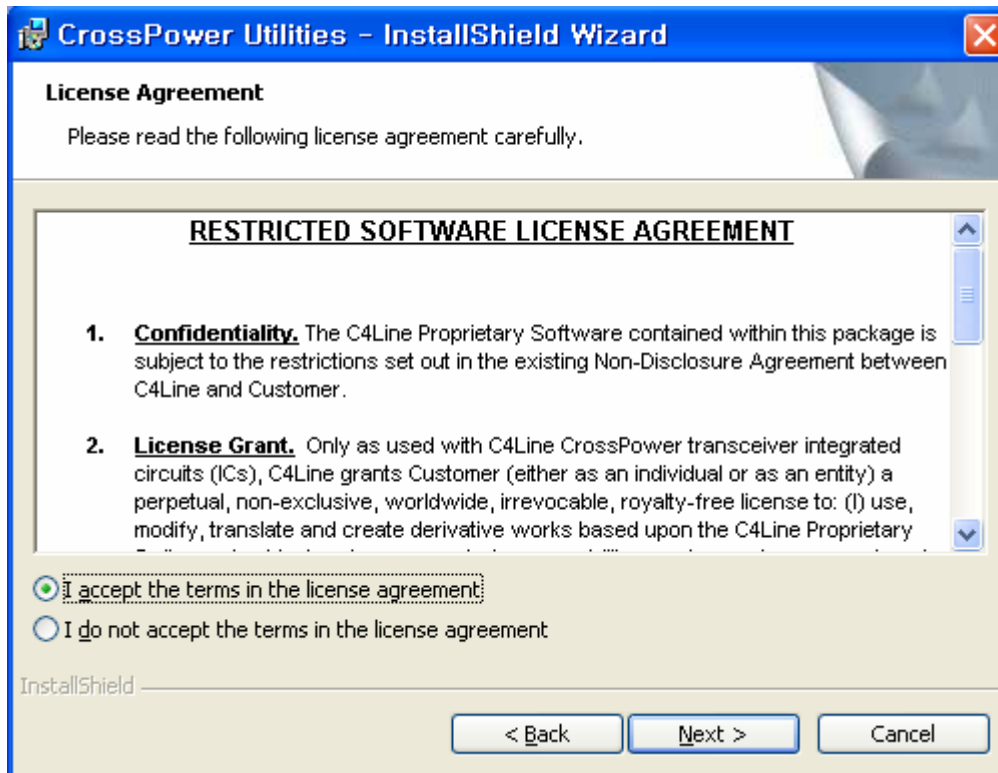 CrossPower Utilities - InstallShield Wizard
License Agreement
Please read the following license agreement carefully.
RESTRICTED SOFTWARE LICENSE AGREEMENT
1. Confidentiality. The C4Line Proprietary Software contained within this package is
subject to the restrictions set out in the existing Non-Disclosure Agreement between
C4Line and Customer.
2. License Grant. Only as used with C4Line CrossPower transceiver integrated
circuits (ICs), C4Line grants Customer (either as an individual or as an entity) a
perpetual, non-exclusive, worldwide, irrevocable, royalty-free license to: (I) use,
modify, translate and create derivative works based upon the C4Line Proprietary
I accept the terms in the license agreement
I do not accept the terms in the license agreement
InstallShield
< Back
Next >
Cancel